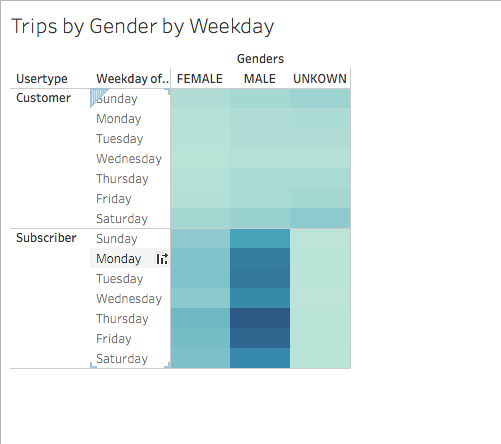 Trips by Gender by Weekday
Genders
Usertype Weekday of.. FEMALE MALE UNKOWN
Customer Sunday
Monday
Tuesday
Wednesday
Thursday
Friday
Saturday
Subscriber Sunday
Monday
Tuesday
Wednesday
Thursday
Friday
Saturday